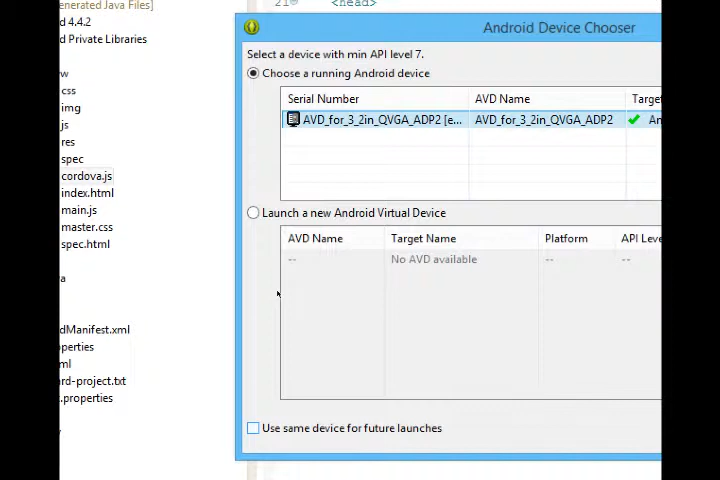 enerated Java Files]
d 4.4.2
d Private Libraries
w
css
img
js
res
spec
cordova.js
index.html
main.js
master.css
spec.html
a
dManifest.xml
operties
ml
ard-project.txt
.properties
21
<head>
Android Device Chooser
Select a device with min API level 7.
Choose a running Android device
Serial Number AVD Name Target
AVD_for_3_2in_QVGA_ADP2 [e... AVD_for_3_2in_QVGA_ADP2 An
Launch a new Android Virtual Device
AVD Name Target Name Platform API Leve
-- No AVD available -- --
Use same device for future launches